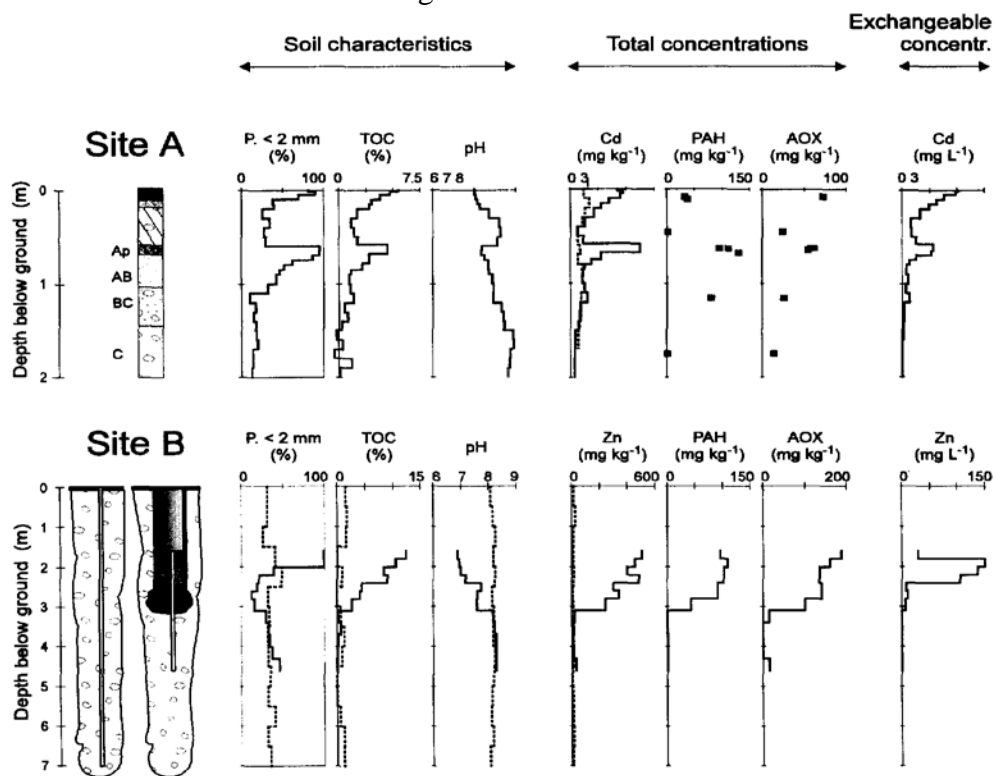 Soil characteristics Total concentrations Exchangeable concentr.
Site A
P. < 2 mm (%) TOC (%) pH Cd (mg kg-1) PAH (mg kg-1) AOX (mg kg-1) Cd (mg L-1)
0 100 0 7.5 6 7 8 0 3 0 150 0 100 0 3
Depth below ground (m)
0
Ap
AB
1
BC
C
2
Site B
P. < 2 mm (%) TOC (%) pH Zn (mg kg-1) PAH (mg kg-1) AOX (mg kg-1) Zn (mg L-1)
0 100 0 15 6 7 8 9 0 600 0 150 0 200 0 150
Depth below ground (m)
0
1
2
3
4
5
6
7